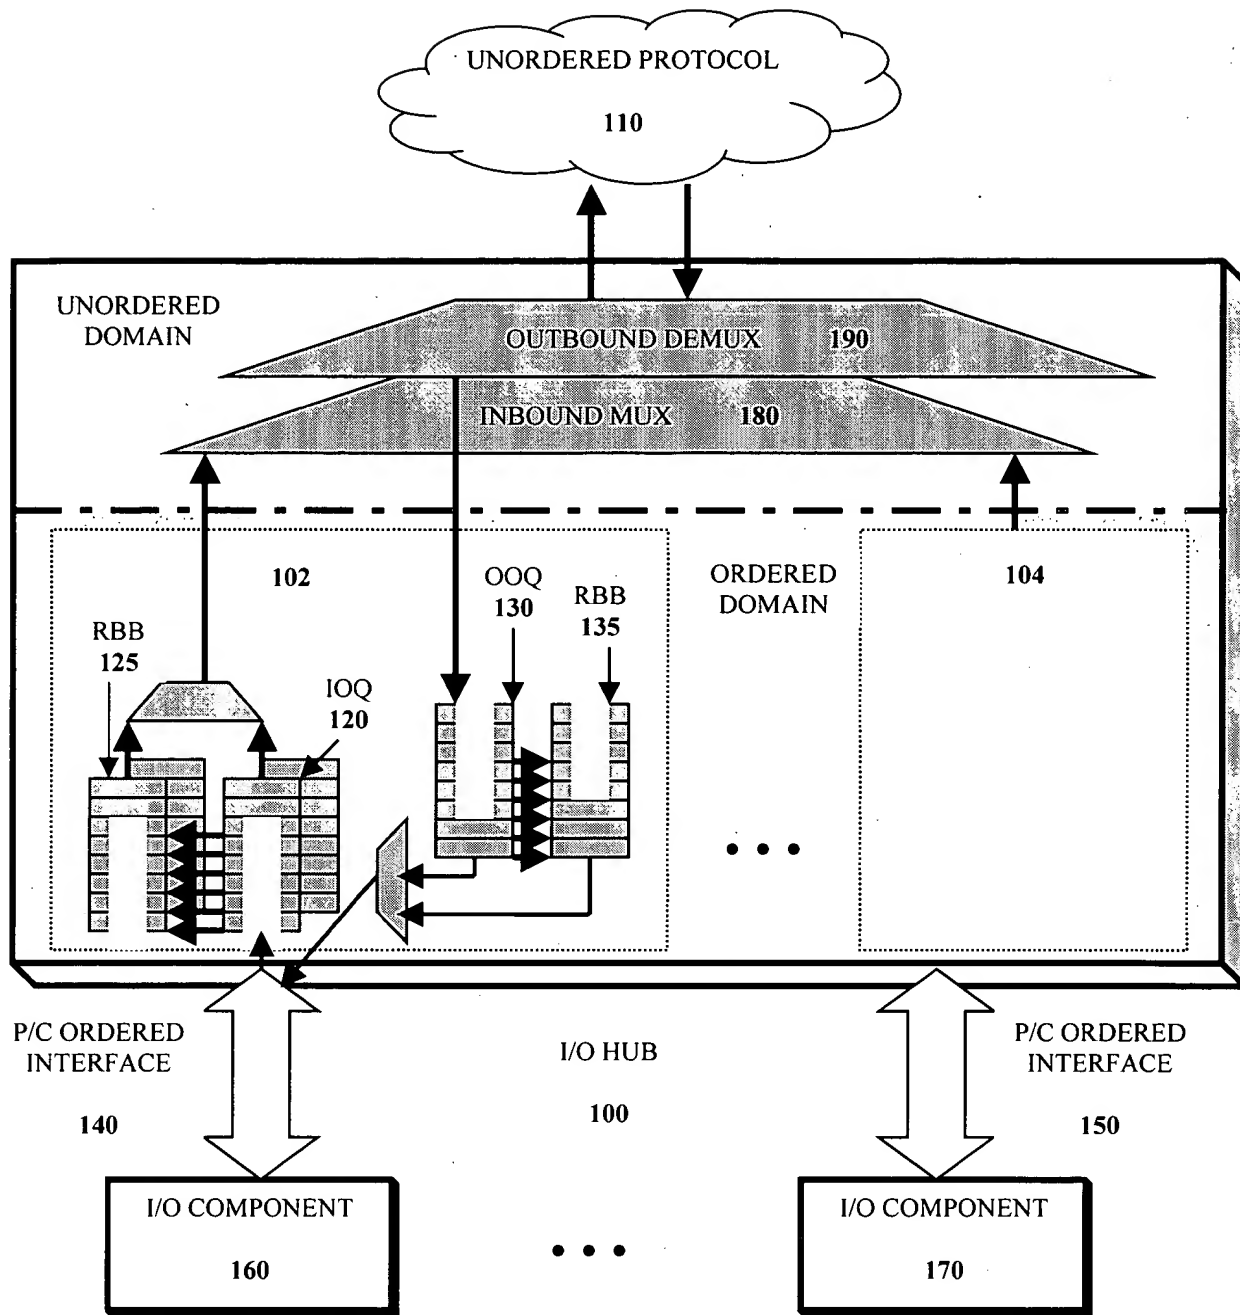 UNORDERED PROTOCOL
110
UNORDERED
DOMAIN
OUTBOUND DEMUX 190
INBOUND MUX 180
102
OOQ
130
RBB
135
ORDERED
DOMAIN
104
RBB
125
IOQ
120
P/C ORDERED
INTERFACE
140
I/O HUB
100
P/C ORDERED
INTERFACE
150
I/O COMPONENT
160
I/O COMPONENT
170